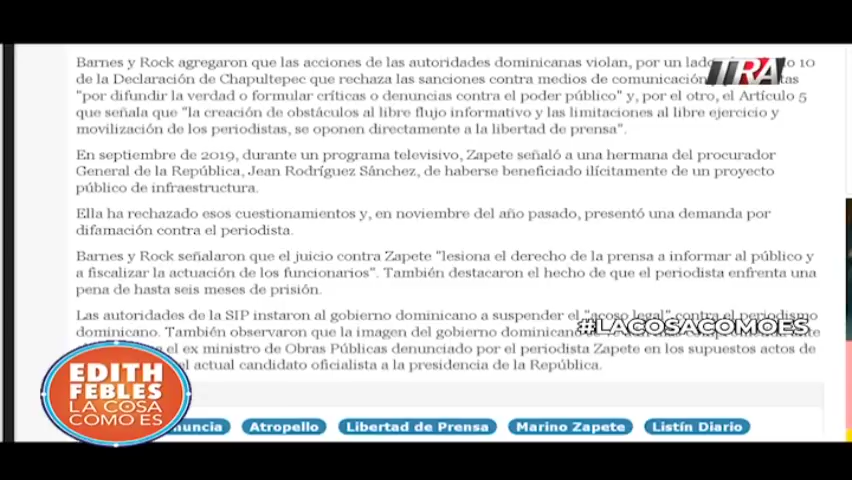 Barnes y Rock agregaron que las acciones de las autoridades dominicanas violan, por un lado 10
de la Declaración de Chapultepec que rechaza las sanciones contra medios de comunicación
"por difundir la verdad o formular críticas o denuncias contra el poder público" y, por el otro, el Artículo 5
que señala que "la creación de obstáculos al libre flujo informativo y las limitaciones al libre ejercicio y
movilización de los periodistas, se oponen directamente a la libertad de prensa".
En septiembre de 2019, durante un programa televisivo, Zapete señaló a una hermana del procurador
General de la República, Jean Rodríguez Sánchez, de haberse beneficiado ilícitamente de un proyecto
público de infraestructura.
Ella ha rechazado esos cuestionamientos y, en noviembre del año pasado, presentó una demanda por
difamación contra el periodista.
Barnes y Rock señalaron que el juicio contra Zapete "lesiona el derecho de la prensa a informar al público y
a fiscalizar la actuación de los funcionarios". También destacaron el hecho de que el periodista enfrenta una
pena de hasta seis meses de prisión.
Las autoridades de la SIP instaron al gobierno dominicano a suspender el "acoso legal" contra el periodismo
dominicano. También observaron que la imagen del gobierno dominicano
el ex ministro de Obras Públicas denunciado por el periodista Zapete en los supuestos actos de
el actual candidato oficialista a la presidencia de la República.
TRA
#LACOSACOMOES
EDITH
FEBLES
LA COSA
COMO ES
Atropello
Libertad de Prensa
Marino Zapete
Listín Diario